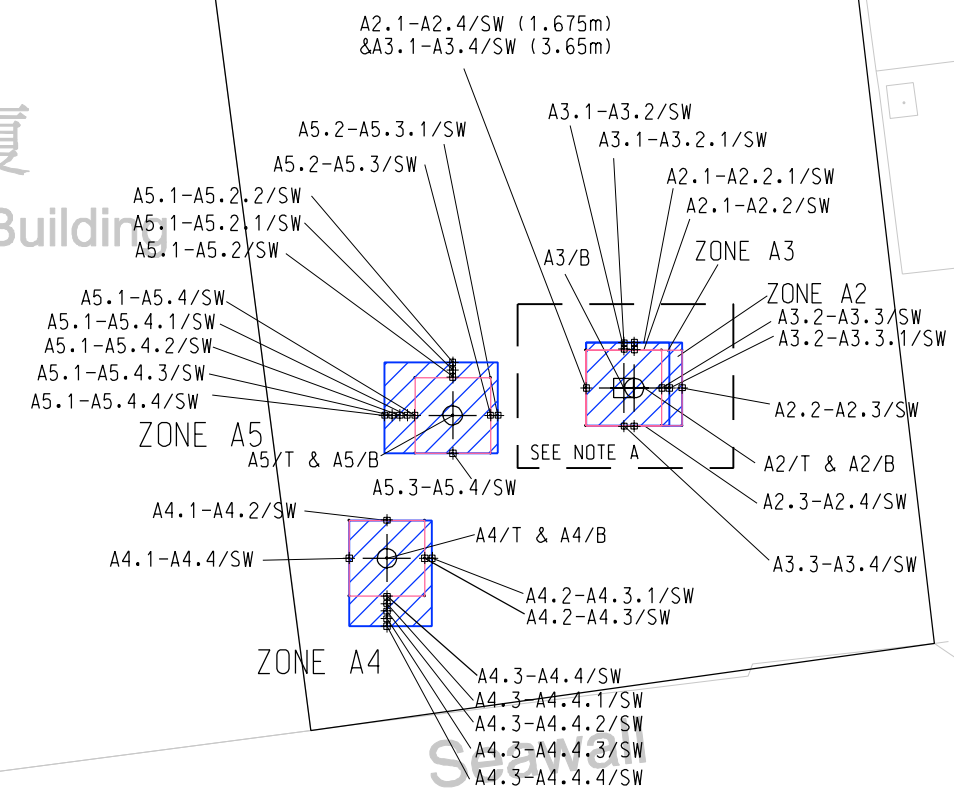 A2.1-A2.4/SW (1.675m)
&A3.1-A3.4/SW (3.65m)
A3.1-A3.2/SW
A5.2-A5.3.1/SW
A3.1-A3.2.1/SW
A5.2-A5.3/SW
A2.1-A2.2.1/SW
厦
A5.1-A5.2.2/SW
A2.1-A2.2/SW
Building
A5.1-A5.2.1/SW
A5.1-A5.2/SW
A3/B
ZONE A3
ZONE A2
A5.1-A5.4/SW
A5.1-A5.4.1/SW
A3.2-A3.3/SW
A3.2-A3.3.1/SW
A5.1-A5.4.2/SW
A5.1-A5.4.3/SW
A5.1-A5.4.4/SW
A2.2-A2.3/SW
ZONE A5
A5/T & A5/B
SEE NOTE A
A2/T & A2/B
A5.3-A5.4/SW
A2.3-A2.4/SW
A4.1-A4.2/SW
A4/T & A4/B
A4.1-A4.4/SW
A3.3-A3.4/SW
A4.2-A4.3.1/SW
A4.2-A4.3/SW
ZONE A4
A4.3-A4.4/SW
A4.3-A4.4.1/SW
A4.3-A4.4.2/SW
Seawall
A4.3-A4.4.3/SW
A4.3-A4.4.4/SW